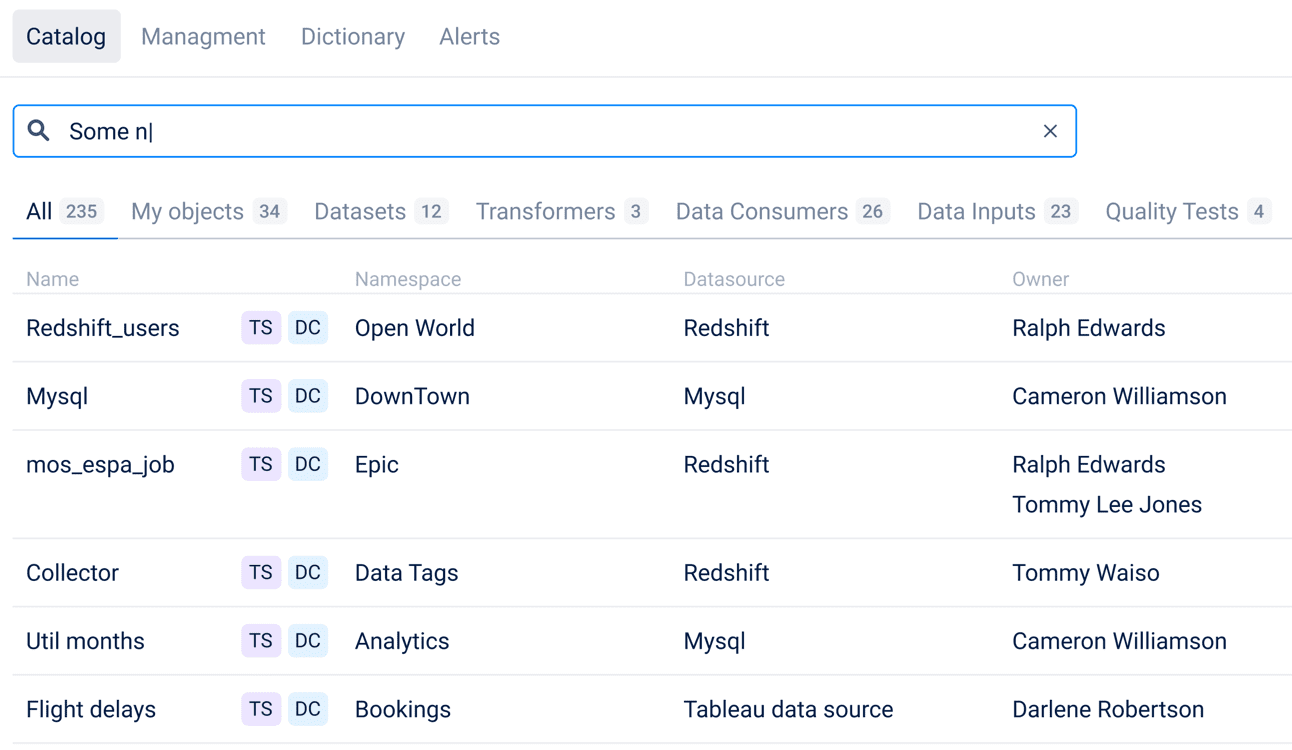 Catalog Managment Dictionary Alerts
Some n
All 235 My objects 34 Datasets 12 Transformers 3 Data Consumers 26 Data Inputs 23 Quality Tests 4
Name Namespace Datasource Owner
Redshift_users TS DC Open World Redshift Ralph Edwards
Mysql TS DC DownTown Mysql Cameron Williamson
mos_espa_job TS DC Epic Redshift Ralph Edwards
Tommy Lee Jones
Collector TS DC Data Tags Redshift Tommy Waiso
Util months TS DC Analytics Mysql Cameron Williamson
Flight delays TS DC Bookings Tableau data source Darlene Robertson